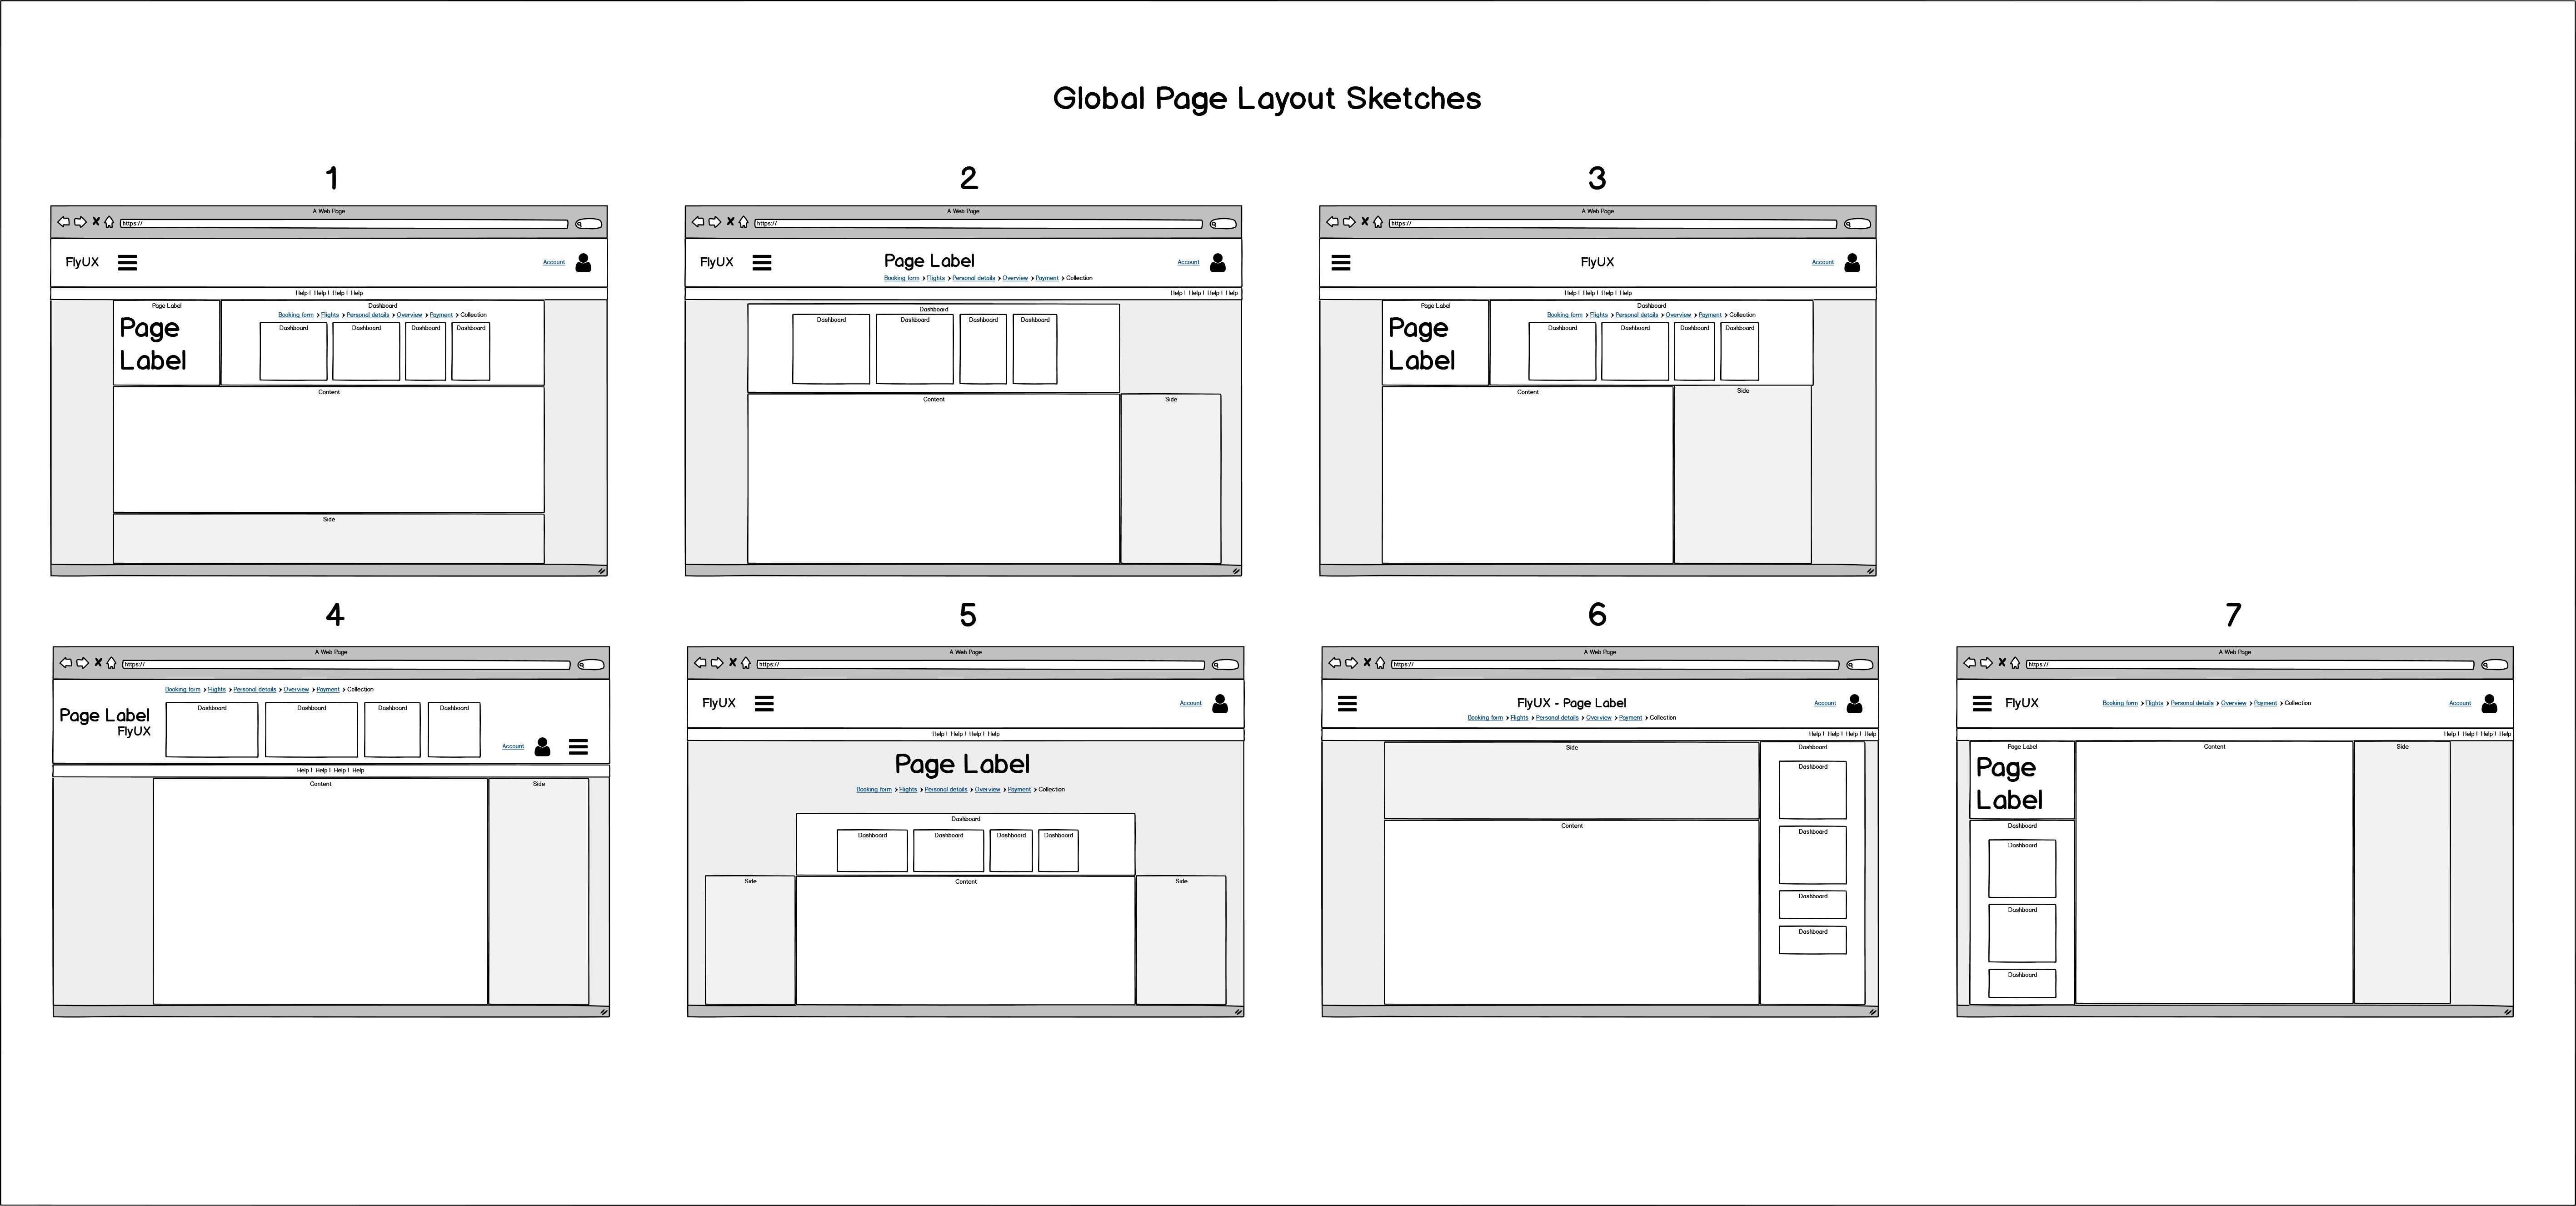 Global Page Layout Sketches
1
A Web Page
https://
FlyUX
Account
Help | Help | Help | Help
Page Label
Page
Label
Dashboard
Booking form > Flights > Personal details > Overview > Payment > Collection
Dashboard Dashboard Dashboard Dashboard
Content
Side
2
A Web Page
https://
FlyUX
Page Label
Booking form > Flights > Personal details > Overview > Payment > Collection
Account
Help | Help | Help | Help
Dashboard
Dashboard Dashboard Dashboard Dashboard
Content
Side
3
A Web Page
https://
FlyUX
Account
Help | Help | Help | Help
Page Label
Page
Label
Dashboard
Booking form > Flights > Personal details > Overview > Payment > Collection
Dashboard Dashboard Dashboard Dashboard
Content
Side
4
A Web Page
https://
Booking form > Flights > Personal details > Overview > Payment > Collection
Page Label
FlyUX
Dashboard Dashboard Dashboard Dashboard
Account
Help | Help | Help | Help
Content
Side
5
A Web Page
https://
FlyUX
Account
Help | Help | Help | Help
Page Label
Booking form > Flights > Personal details > Overview > Payment > Collection
Dashboard
Dashboard Dashboard Dashboard Dashboard
Side
Content
Side
6
A Web Page
https://
FlyUX - Page Label
Booking form > Flights > Personal details > Overview > Payment > Collection
Account
Help | Help | Help | Help
Side
Content
Dashboard
Dashboard
Dashboard
Dashboard
Dashboard
7
A Web Page
https://
FlyUX
Booking form > Flights > Personal details > Overview > Payment > Collection
Account
Help | Help | Help | Help
Page Label
Page
Label
Dashboard
Dashboard
Dashboard
Dashboard
Content
Side